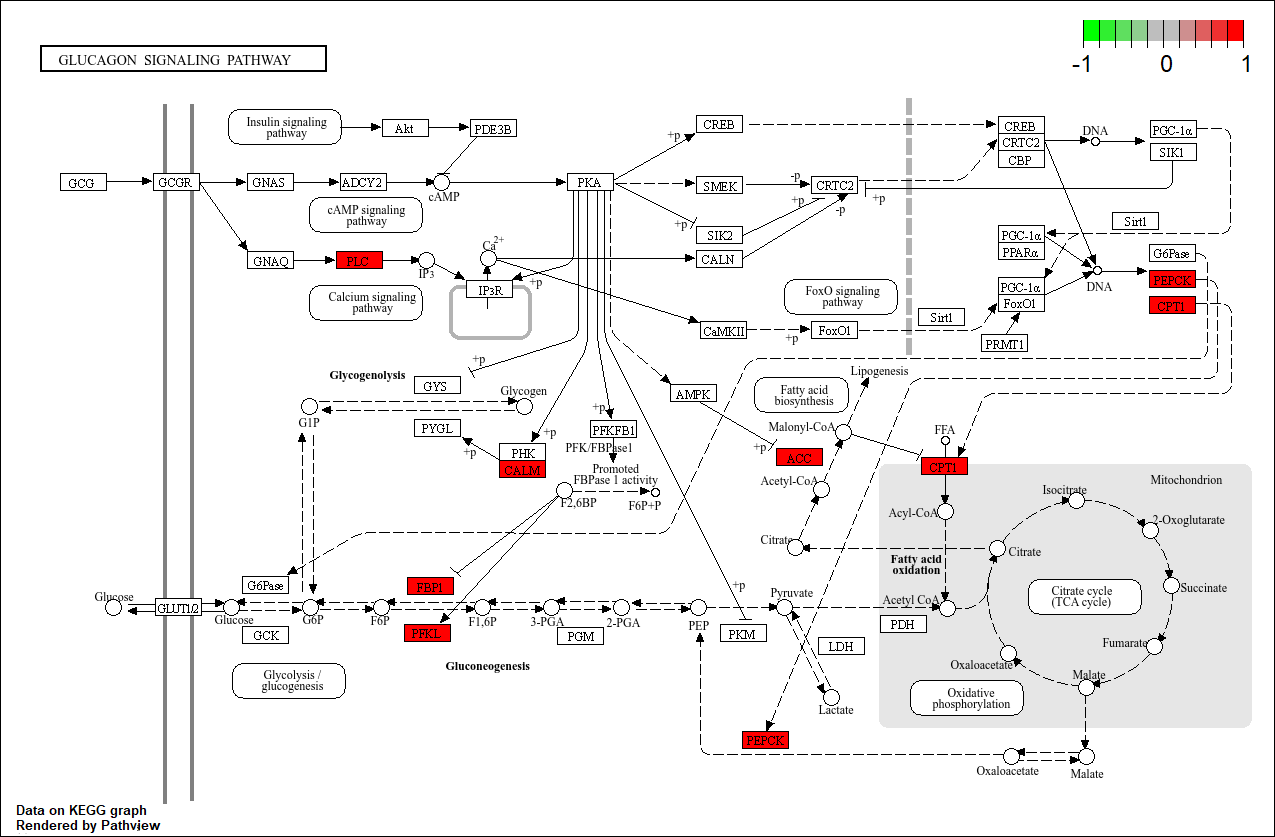 GLUCAGON SIGNALING PATHWAY
-1
0
1
Insulin signaling
pathway
Akt
PDE3B
CREB
+p
CREB
CRTC2
CBP
DNA
PGC-1α
SIK1
GCG
GCGR
GNAS
ADCY2
cAMP
PKA
SMEK
-p
CRTC2
+p
-p
+p
cAMP signaling
pathway
+p
SIK2
CALN
GNAQ
PLC
IP3
Ca2+
IP3R
+p
Calcium signaling
pathway
Sirt1
PGC-1α
PPARα
G6Pase
PEPCK
CPT1
DNA
PGC-1α
FoxO1
PRMT1
FoxO signaling
pathway
Sirt1
CaMKII
+p
FoxO1
Glycogenolysis
+p
GYS
Glycogen
G1P
PYGL
+p
PHK
CALM
+p
+p
PFKFB1
PFK/FBPase1
Promoted
FBPase 1 activity
F2,6BP
F6P+P
AMPK
Fatty acid
biosynthesis
Lipogenesis
Malonyl-CoA
+p
ACC
Acetyl-CoA
Citrate
FFA
CPT1
Mitochondrion
Acyl-CoA
Fatty acid
oxidation
Isocitrate
2-Oxoglutarate
Citrate
Succinate
Citrate cycle
(TCA cycle)
Fumarate
Oxaloacetate
Malate
Oxidative
phosphorylation
Glucose
GLUT1/2
G6Pase
Glucose
GCK
G6P
F6P
FBP1
PFKL
F1,6P
3-PGA
PGM
2-PGA
PEP
+p
PKM
Pyruvate
LDH
Lactate
Acetyl CoA
PDH
Glycolysis /
glucogenesis
Gluconeogenesis
PEPCK
Oxaloacetate
Malate
Data on KEGG graph
Rendered by Pathview